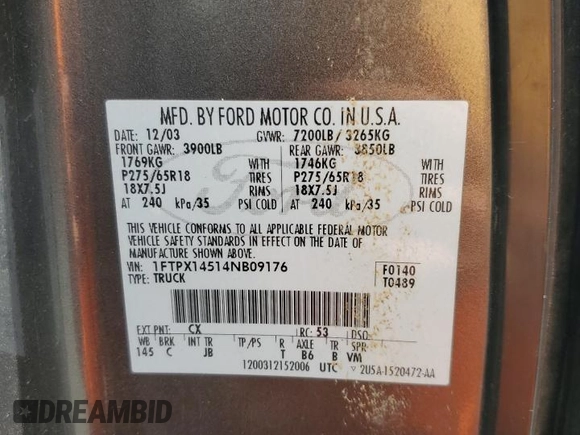 MFD. BY FORD MOTOR CO. IN U.S.A.
DATE: 12/03 GVWR: 7200LB/ 3265KG
FRONT GAWR: 3900LB REAR GAWR: 3850LB
1769KG WITH 1746KG WITH
P275/65R18 TIRES P275/65R18 TIRES
18X7.5J RIMS 18X7.5J RIMS
AT 240 kPa/35 PSI COLD AT 240 kPa/35 PSI COLD
Ford
THIS VEHICLE CONFORMS TO ALL APPLICABLE FEDERAL MOTOR
VEHICLE SAFETY STANDARDS IN EFFECT ON THE DATE OF
MANUFACTURE SHOWN ABOVE.
VIN: 1FTPX14514NB09176 F0140
TYPE: TRUCK T0489
EXT PNT: CX RC: 53 DSO:
WB BRK INT TR TP/PS R AXLE TR SPR
145 C JB T B6 B VM
1200312152006 UTC 2U5A-1520472-AA
DREAMBID